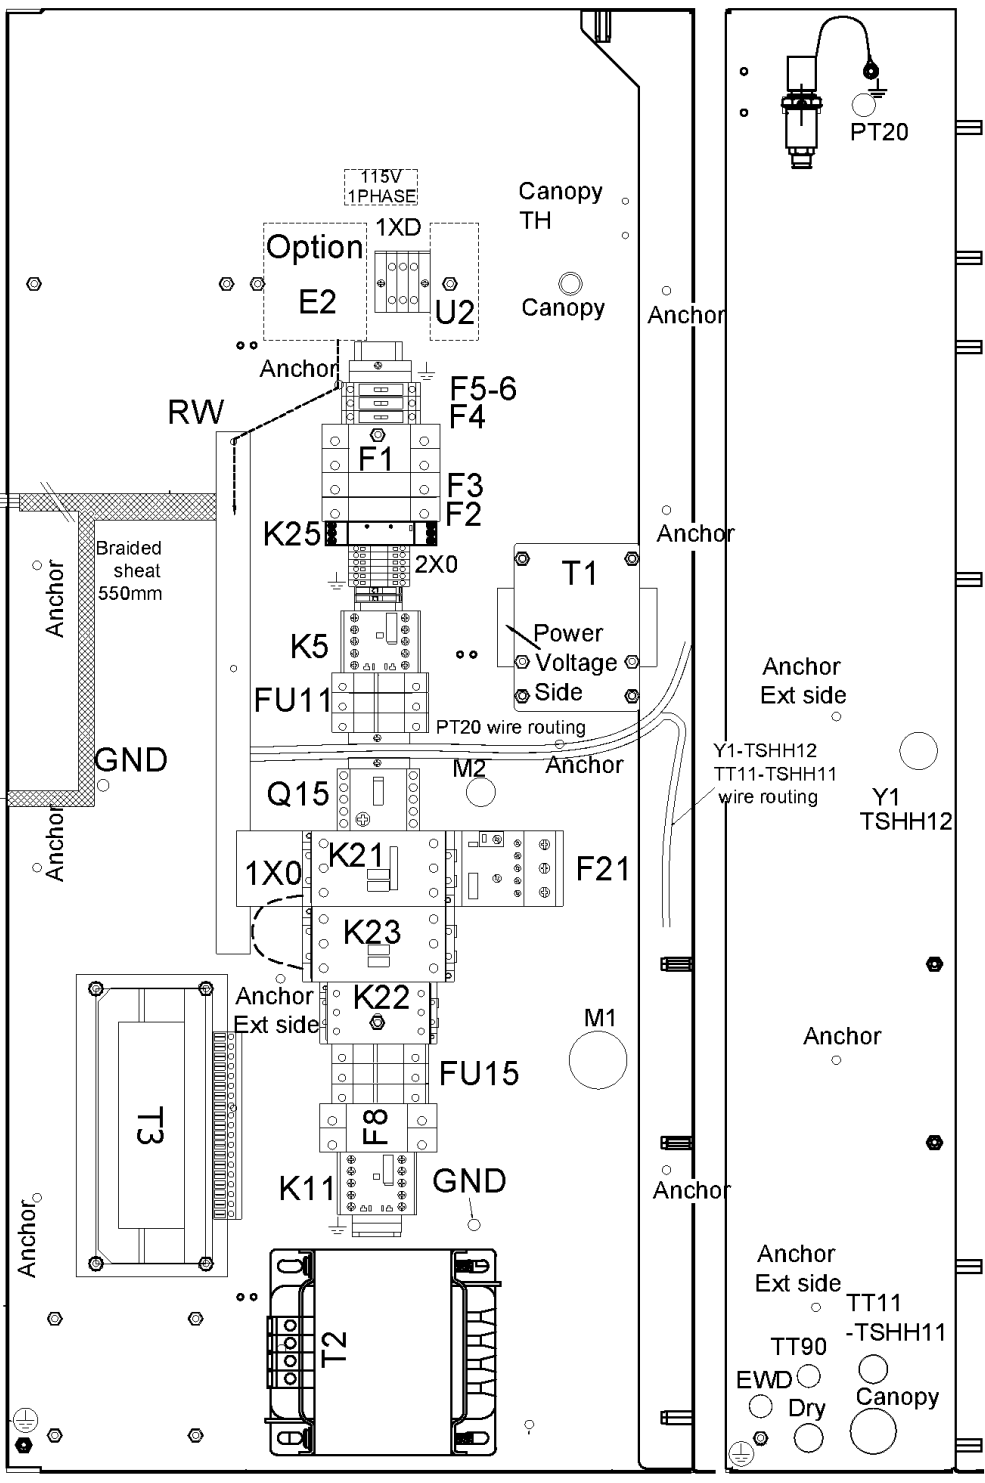 PT20
115V
1PHASE
1XD
Canopy
TH
Option
E2
U2
Canopy
Anchor
Anchor
F5-6
F4
RW
F1
F3
F2
K25
Anchor
2X0
Braided
sheat
550mm
Anchor
T1
K5
Power
Voltage
Side
Anchor
Ext side
FU11
PT20 wire routing
Y1-TSHH12
TT11-TSHH11
wire routing
GND
M2
Anchor
Q15
Y1
TSHH12
Anchor
K21
1X0
F21
K23
Anchor
Ext side
K22
M1
Anchor
FU15
T3
F8
K11
GND
Anchor
Anchor
Anchor
Ext side
TT11
-TSHH11
T2
TT90
EWD
Canopy
Dry